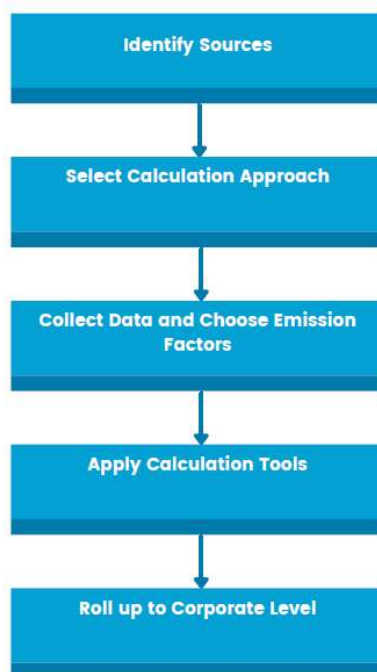 Identify Sources
Select Calculation Approach
Collect Data and Choose Emission
Factors
Apply Calculation Tools
Roll up to Corporate Level